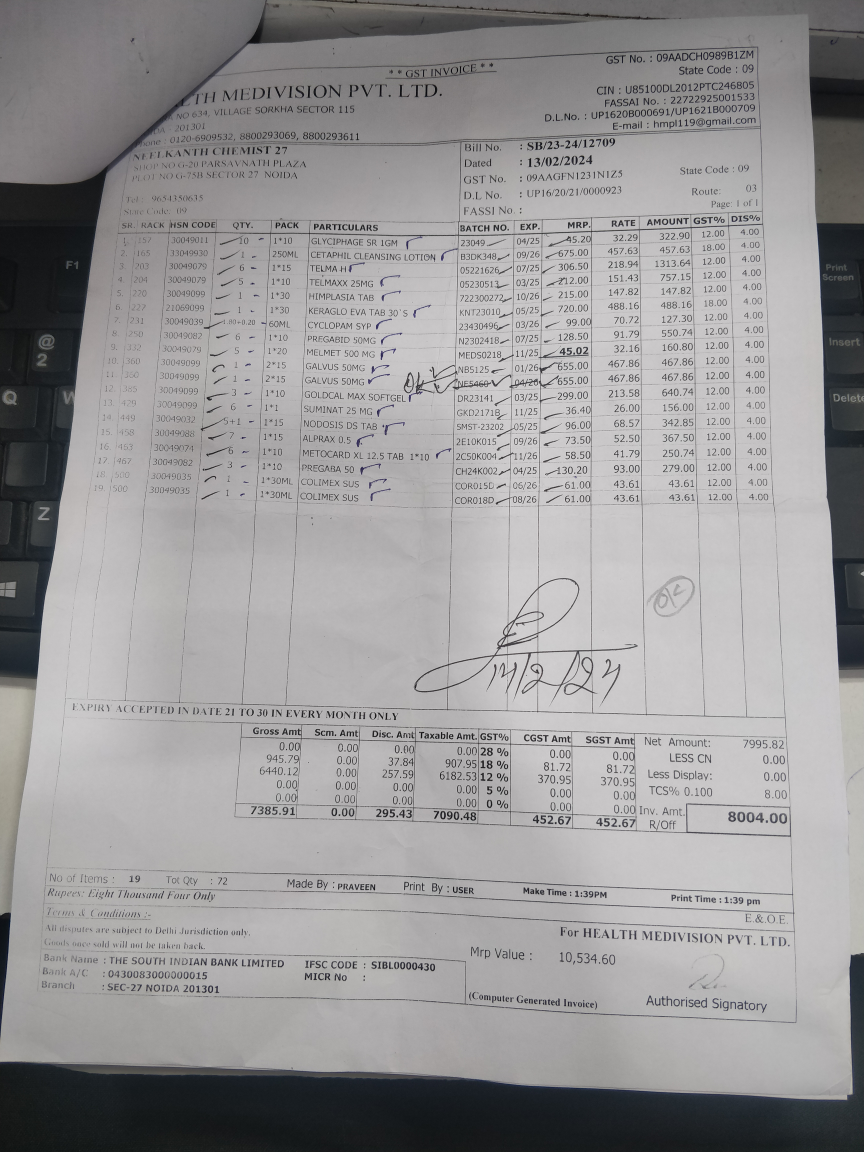 ** GST INVOICE **
GST No. : 09AADCH0989B1ZM
State Code : 09
LTH MEDIVISION PVT. LTD.
CIN : U85100DL2012PTC246805
NO 634, VILLAGE SORKHA SECTOR 115
FASSAI No. : 22722925001533
DA - 201301
D.L.No. : UP1620B000691/UP1621B000709
hone : 0120-6909532, 8800293069, 8800293611
E-mail : hmpl119@gmail.com
NEELKANTH CHEMIST 27
Bill No. : SB/23-24/12709
SHOP NO G-20 PARSAVNATH PLAZA
Dated : 13/02/2024
PLOT NO G-75B SECTOR 27 NOIDA
GST No. : 09AAGFN1231N1Z5 State Code : 09
Tel : 9654350635
D.L No. : UP16/20/21/0000923 Route: 03
State Code: 09
FASSI No. : Page: 1 of 1
SR. RACK HSN CODE QTY. PACK PARTICULARS BATCH NO. EXP. MRP. RATE AMOUNT GST% DIS%
1. 157 30049011 10 1*10 GLYCIPHAGE SR 1GM 23049 04/25 45.20 32.29 322.90 12.00 4.00
2. 165 33049930 1 250ML CETAPHIL CLEANSING LOTION B3DK348 09/26 675.00 457.63 457.63 18.00 4.00
3. 203 30049079 6 1*15 TELMA H 05221626 07/25 306.50 218.94 1313.64 12.00 4.00
4. 204 30049079 5 1*10 TELMAXX 25MG 05230513 03/25 212.00 151.43 757.15 12.00 4.00
5. 220 30049099 1 1*30 HIMPLASIA TAB 722300272 10/26 215.00 147.82 147.82 12.00 4.00
6. 227 21069099 1 1*30 KERAGLO EVA TAB 30'S KNT23010 05/25 720.00 488.16 488.16 18.00 4.00
7. 231 30049039 1.80+0.20 60ML CYCLOPAM SYP 23430496 03/26 99.00 70.72 127.30 12.00 4.00
8. 250 30049082 6 1*10 PREGABID 50MG N2302418 07/25 128.50 91.79 550.74 12.00 4.00
9. 332 30049079 5 1*20 MELMET 500 MG MEDS0218 11/25 45.02 32.16 160.80 12.00 4.00
10. 360 30049099 1 2*15 GALVUS 50MG NB5125 01/26 655.00 467.86 467.86 12.00 4.00
11. 360 30049099 1 2*15 GALVUS 50MG Ok NE5460 04/26 655.00 467.86 467.86 12.00 4.00
12. 385 30049099 3 1*10 GOLDCAL MAX SOFTGEL DR23141 03/25 299.00 213.58 640.74 12.00 4.00
13. 429 30049099 6 1*1 SUMINAT 25 MG GKD2171B 11/25 36.40 26.00 156.00 12.00 4.00
14. 449 30049032 5+1 1*15 NODOSIS DS TAB SMST-23202 05/25 96.00 68.57 342.85 12.00 4.00
15. 458 30049088 7 1*15 ALPRAX 0.5 2E10K015 09/26 73.50 52.50 367.50 12.00 4.00
16. 463 30049074 6 1*10 METOCARD XL 12.5 TAB 1*10 2C50K004 11/26 58.50 41.79 250.74 12.00 4.00
17. 467 30049082 3 1*10 PREGABA 50 CH24K002 04/25 130.20 93.00 279.00 12.00 4.00
18. 500 30049035 1 1*30ML COLIMEX SUS COR015D 06/26 61.00 43.61 43.61 12.00 4.00
19. 500 30049035 1 1*30ML COLIMEX SUS COR018D 08/26 61.00 43.61 43.61 12.00 4.00
OK
14/2/24
EXPIRY ACCEPTED IN DATE 21 TO 30 IN EVERY MONTH ONLY
Gross Amt Scm. Amt Disc. Amt Taxable Amt. GST% CGST Amt SGST Amt Net Amount: 7995.82
0.00 0.00 0.00 0.00 28 % 0.00 0.00 LESS CN 0.00
945.79 0.00 37.84 907.95 18 % 81.72 81.72 Less Display: 0.00
6440.12 0.00 257.59 6182.53 12 % 370.95 370.95 TCS% 0.100 8.00
0.00 0.00 0.00 0.00 5 % 0.00 0.00
0.00 0.00 0.00 0.00 0 % 0.00 0.00 Inv. Amt. 8004.00
7385.91 0.00 295.43 7090.48 452.67 452.67 R/Off
No of Items : 19 Tot Qty : 72 Made By : PRAVEEN Print By : USER Make Time : 1:39PM Print Time : 1:39 pm
Rupees: Eight Thousand Four Only
E.&O.E.
Terms & Conditions :-
All disputes are subject to Delhi Jurisdiction only.
Goods once sold will not be taken back.
For HEALTH MEDIVISION PVT. LTD.
Bank Name : THE SOUTH INDIAN BANK LIMITED IFSC CODE : SIBL0000430
Mrp Value : 10,534.60
Bank A/C : 0430083000000015 MICR No :
Branch : SEC-27 NOIDA 201301
(Computer Generated Invoice) Authorised Signatory
F1
@
2
Q
W
Z
Print
Screen
Insert
Delete